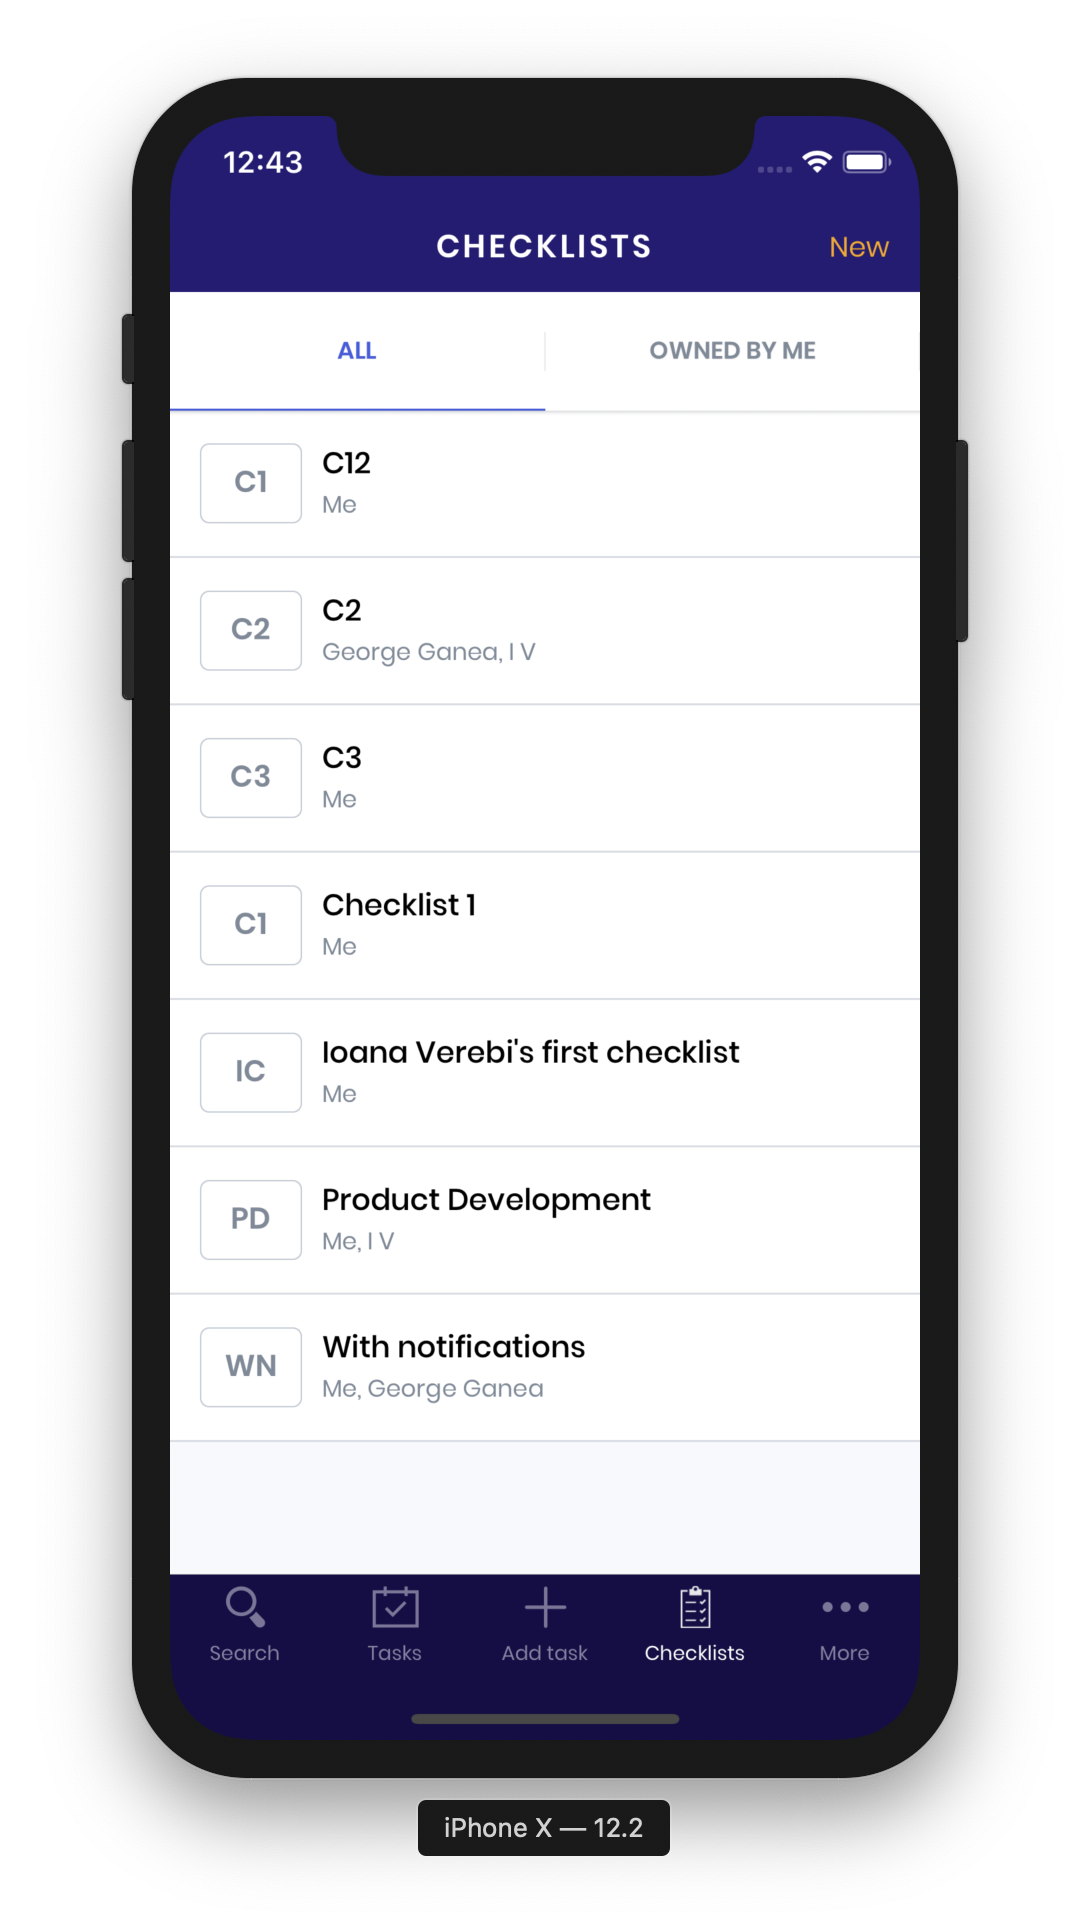 12:43
CHECKLISTS
New
ALL
OWNED BY ME
C1
C12
Me
C2
C2
George Ganea, I V
C3
C3
Me
C1
Checklist 1
Me
IC
Ioana Verebi's first checklist
Me
PD
Product Development
Me, I V
WN
With notifications
Me, George Ganea
Search
Tasks
Add task
Checklists
More
iPhone X — 12.2